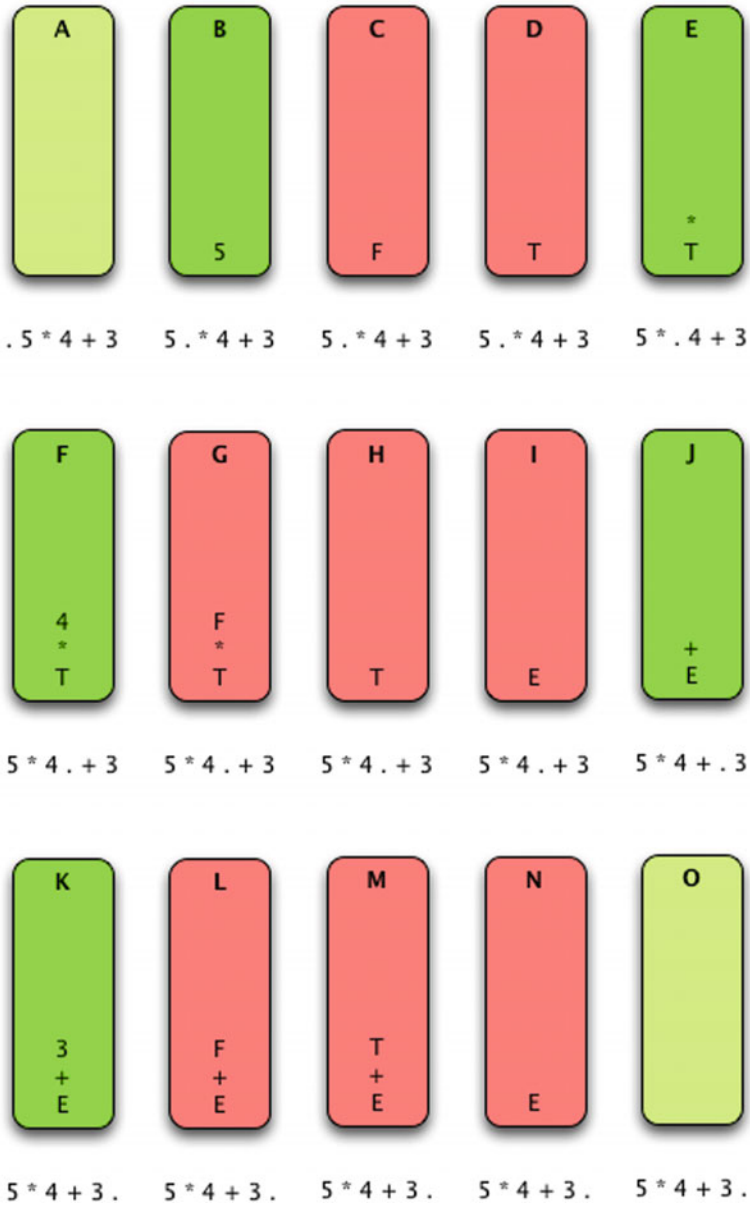 A B C D E
*
5 F T T
. 5 * 4 + 3 5 . * 4 + 3 5 . * 4 + 3 5 . * 4 + 3 5 * . 4 + 3
F G H I J
4 F
* * +
T T T E E
5 * 4 . + 3 5 * 4 . + 3 5 * 4 . + 3 5 * 4 . + 3 5 * 4 + . 3
K L M N O
3 F T
+ + +
E E E E
5 * 4 + 3 . 5 * 4 + 3 . 5 * 4 + 3 . 5 * 4 + 3 . 5 * 4 + 3 .